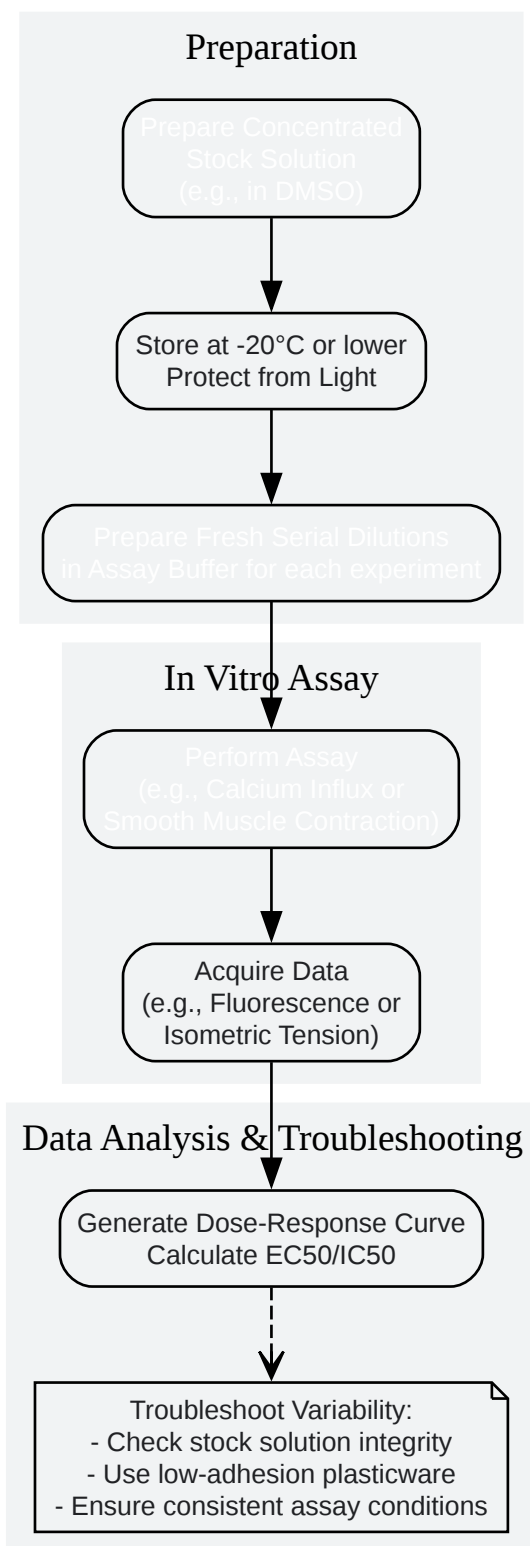 Preparation
Prepare Concentrated
Stock Solution
(e.g., in DMSO)
Store at -20°C or lower
Protect from Light
Prepare Fresh Serial Dilutions
in Assay Buffer for each experiment
In Vitro Assay
Perform Assay
(e.g., Calcium Influx or
Smooth Muscle Contraction)
Acquire Data
(e.g., Fluorescence or
Isometric Tension)
Data Analysis & Troubleshooting
Generate Dose-Response Curve
Calculate EC50/IC50
Troubleshoot Variability:
- Check stock solution integrity
- Use low-adhesion plasticware
- Ensure consistent assay conditions